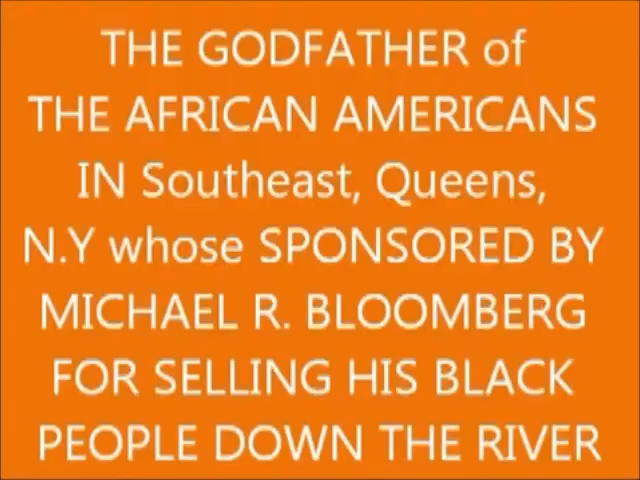 THE GODFATHER of
THE AFRICAN AMERICANS
IN Southeast, Queens,
N.Y whose SPONSORED BY
MICHAEL R. BLOOMBERG
FOR SELLING HIS BLACK
PEOPLE DOWN THE RIVER